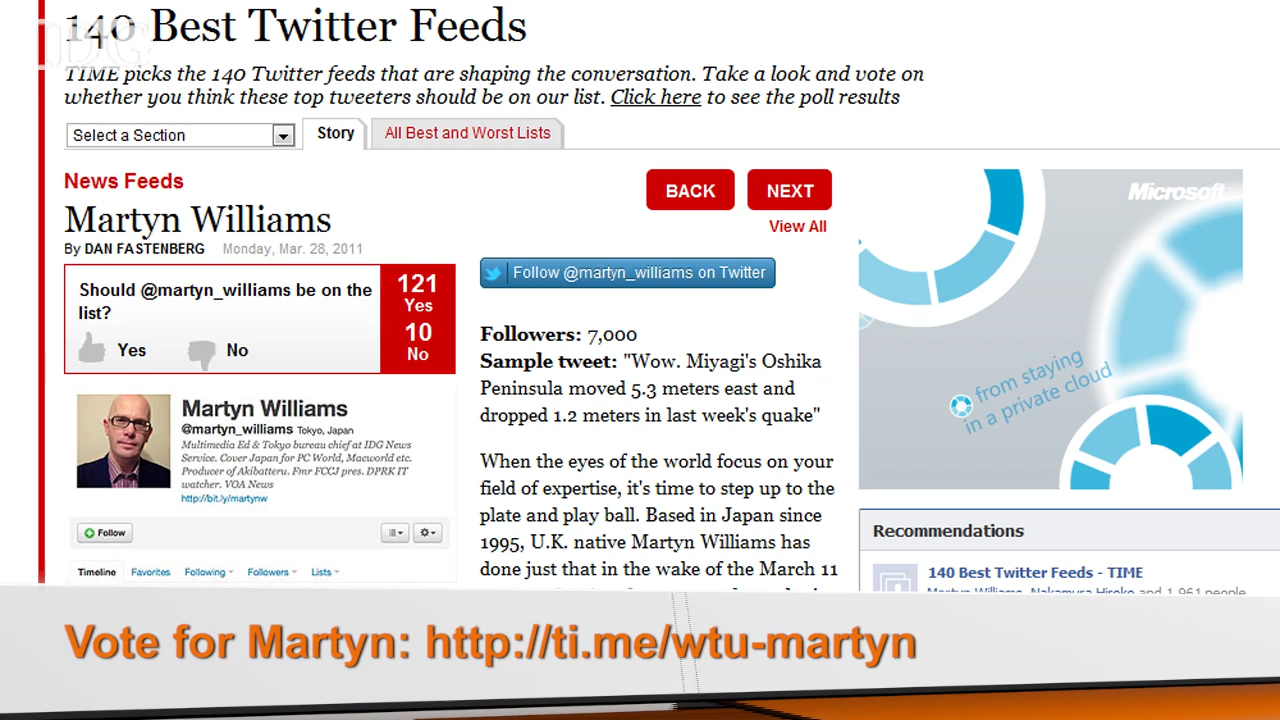 IDG
140 Best Twitter Feeds
TIME picks the 140 Twitter feeds that are shaping the conversation. Take a look and vote on
whether you think these top tweeters should be on our list. Click here to see the poll results
Select a Section
Story
All Best and Worst Lists
News Feeds
BACK
NEXT
Martyn Williams
View All
By DAN FASTENBERG Monday, Mar. 28, 2011
Should @martyn_williams be on the
list?
Yes
No
121
Yes
10
No
Martyn Williams
@martyn_williams Tokyo, Japan
Multimedia Ed & Tokyo bureau chief at IDG News
Service. Cover Japan for PC World, Macworld etc.
Producer of Akibatteru. Fmr FCCJ pres. DPRK IT
watcher. VOA News
http://bit.ly/martynw
Follow
Timeline Favorites Following Followers Lists
Follow @martyn_williams on Twitter
Followers: 7,000
Sample tweet: "Wow. Miyagi's Oshika
Peninsula moved 5.3 meters east and
dropped 1.2 meters in last week's quake"
When the eyes of the world focus on your
field of expertise, it's time to step up to the
plate and play ball. Based in Japan since
1995, U.K. native Martyn Williams has
done just that in the wake of the March 11
Microsoft
from staying
in a private cloud
Recommendations
140 Best Twitter Feeds - TIME
Martyn Williams, Nakamura Hiroko and 1,961 people
Vote for Martyn: http://ti.me/wtu-martyn